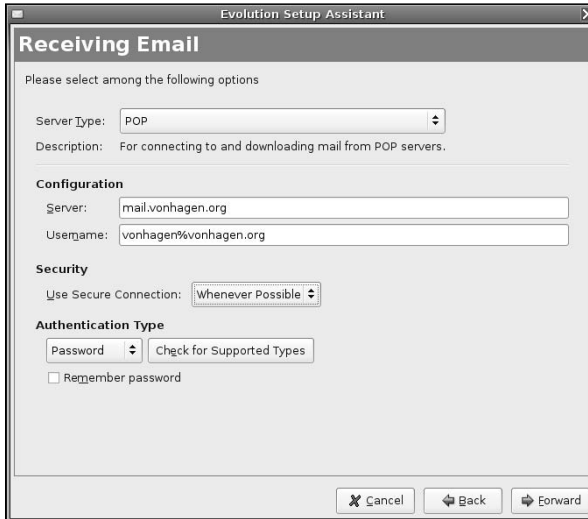 Evolution Setup Assistant
Receiving Email
Please select among the following options
Server Type: POP
Description: For connecting to and downloading mail from POP servers.
Configuration
Server: mail.vonhagen.org
Username: vonhagen%vonhagen.org
Security
Use Secure Connection: Whenever Possible
Authentication Type
Password Check for Supported Types
Remember password
Cancel Back Forward